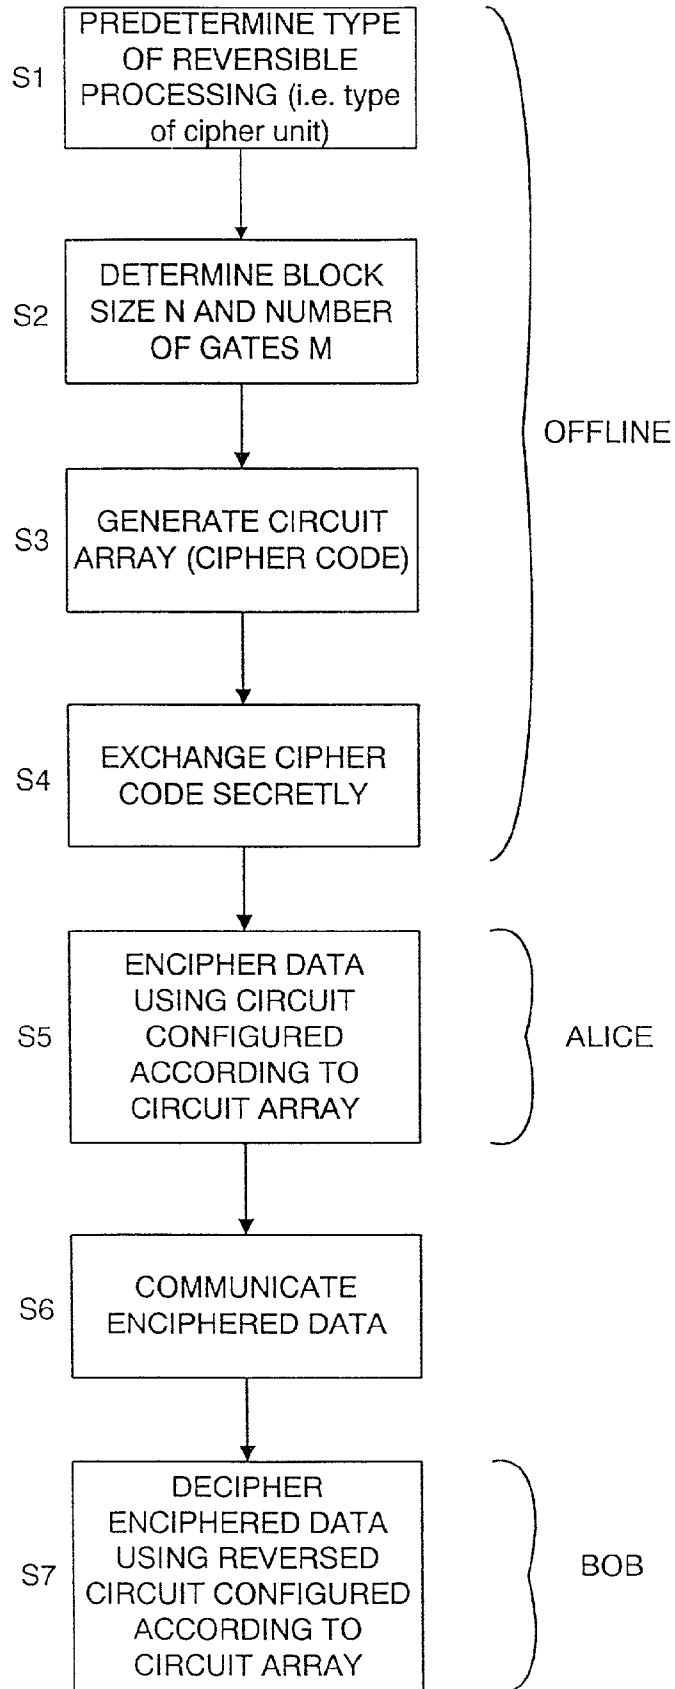 S1
PREDETERMINE TYPE
OF REVERSIBLE
PROCESSING (i.e. type
of cipher unit)
S2
DETERMINE BLOCK
SIZE N AND NUMBER
OF GATES M
OFFLINE
S3
GENERATE CIRCUIT
ARRAY (CIPHER CODE)
S4
EXCHANGE CIPHER
CODE SECRETLY
S5
ENCIPHER DATA
USING CIRCUIT
CONFIGURED
ACCORDING TO
CIRCUIT ARRAY
ALICE
S6
COMMUNICATE
ENCIPHERED DATA
S7
DECIPHER
ENCIPHERED DATA
USING REVERSED
CIRCUIT CONFIGURED
ACCORDING TO
CIRCUIT ARRAY
BOB